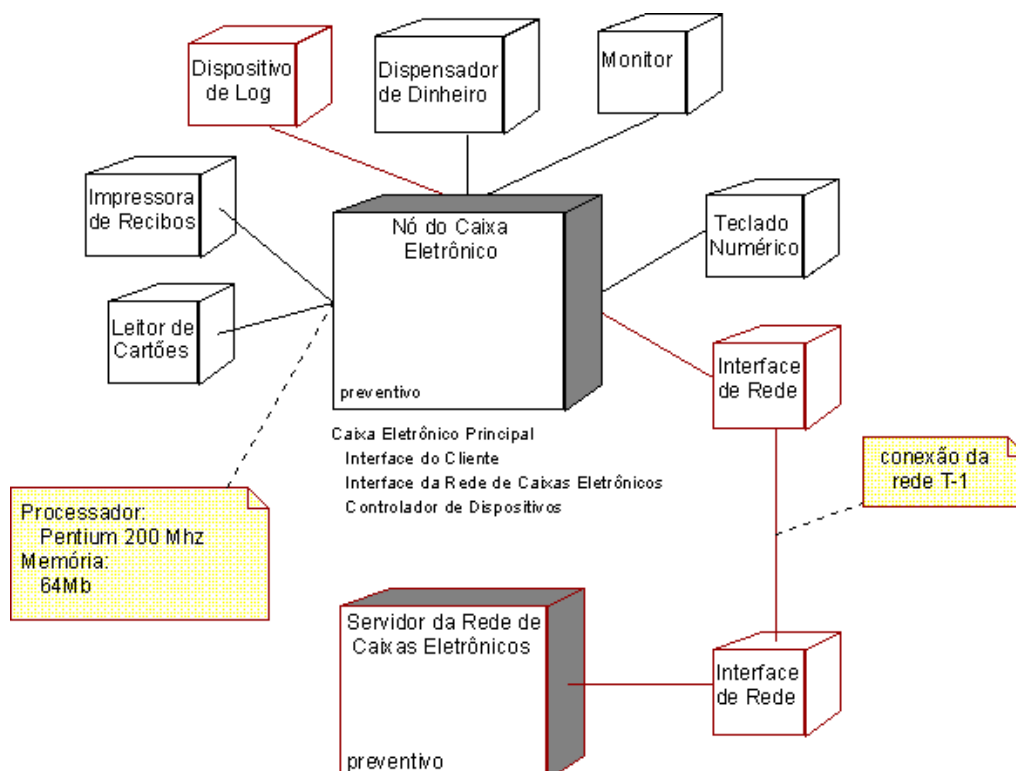 Dispositivo
de Log
Dispensador
de Dinheiro
Monitor
Impressora
de Recibos
Nó do Caixa
Eletrônico
preventivo
Teclado
Numérico
Leitor de
Cartões
Interface
de Rede
Caixa Eletrônico Principal
Interface do Cliente
Interface da Rede de Caixas Eletrônicos
Controlador de Dispositivos
conexão da
rede T-1
Processador:
Pentium 200 Mhz
Memória:
64Mb
Servidor da Rede de
Caixas Eletrônicos
preventivo
Interface
de Rede